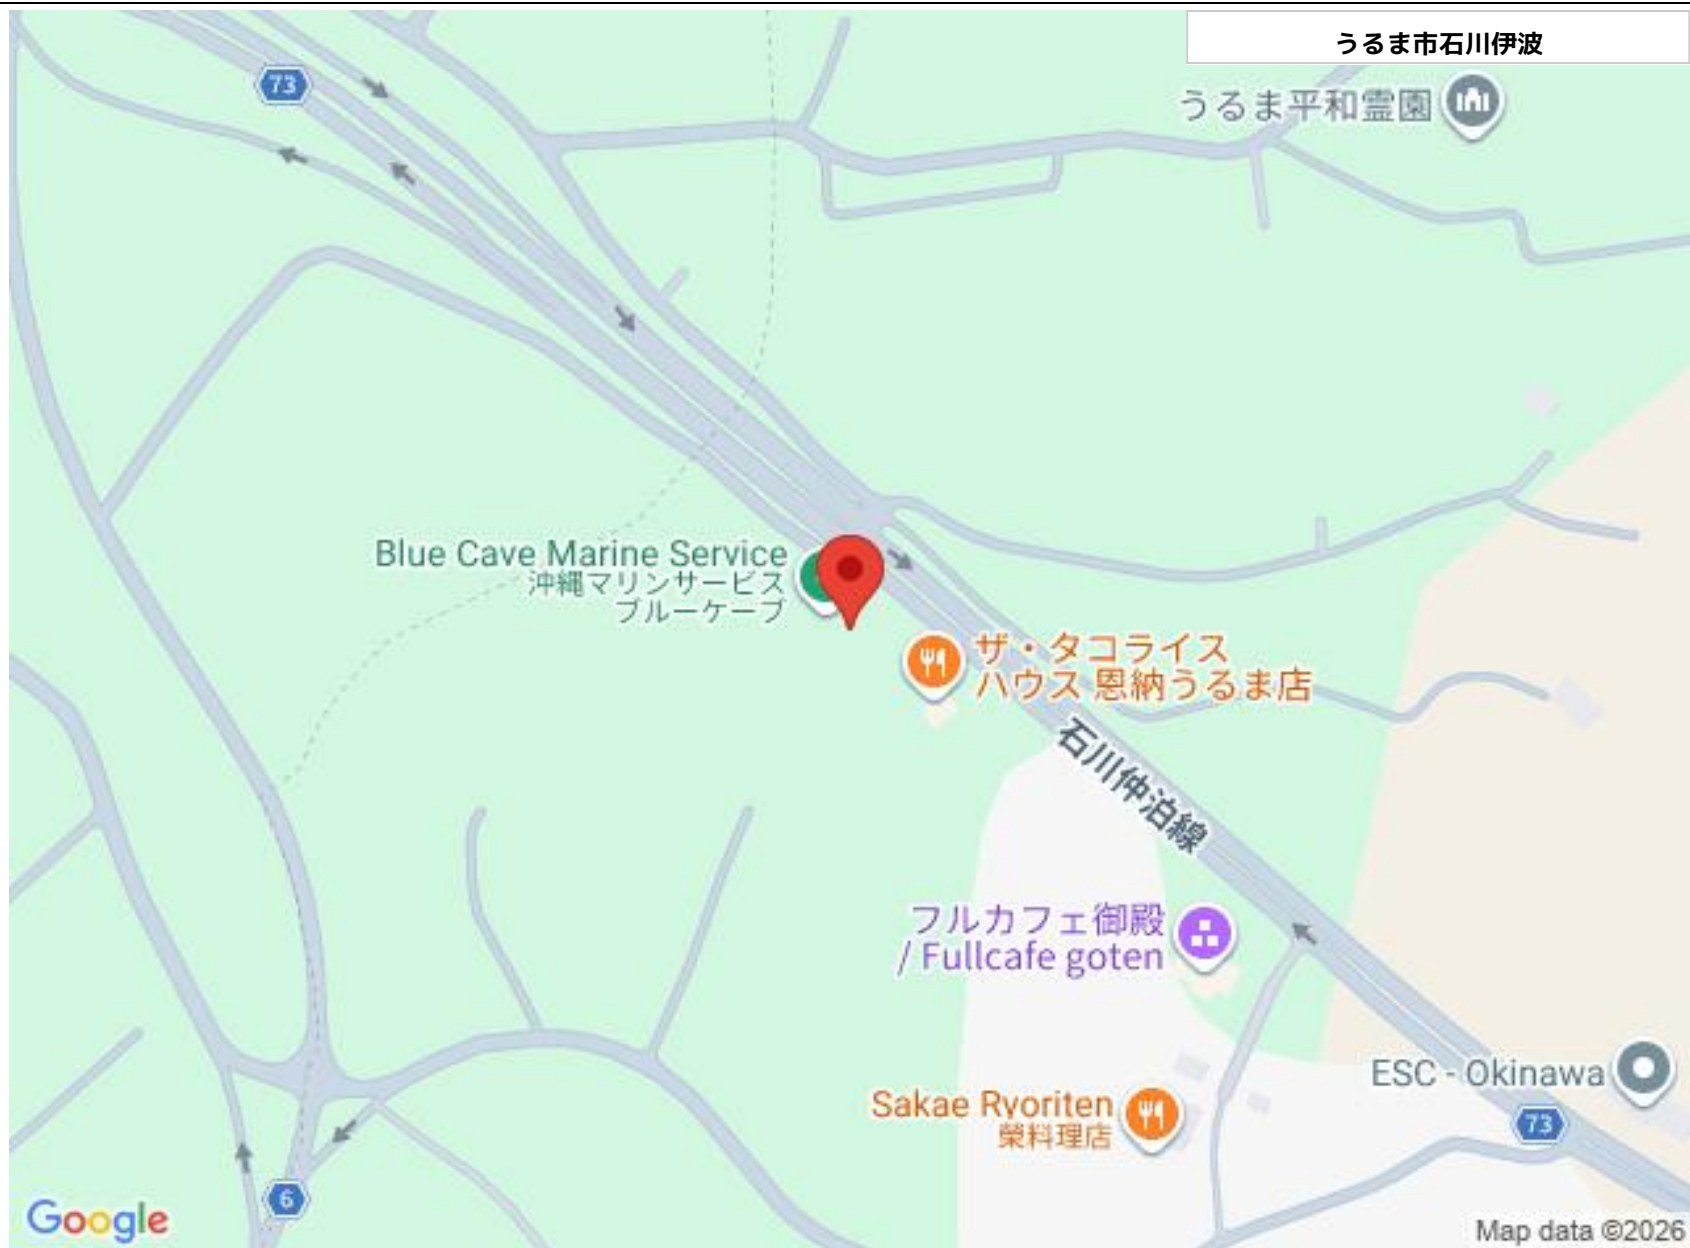 うるま市石川伊波
73
うるま平和霊園
Blue Cave Marine Service
沖縄マリンサービス
ブルーケーブ
ザ・タコライス
ハウス 恩納うるま店
石川仲泊線
フルカフェ御殿
/ Fullcafe goten
ESC - Okinawa
Sakae Ryoriten
榮料理店
73
6
Google
Map data ©2026